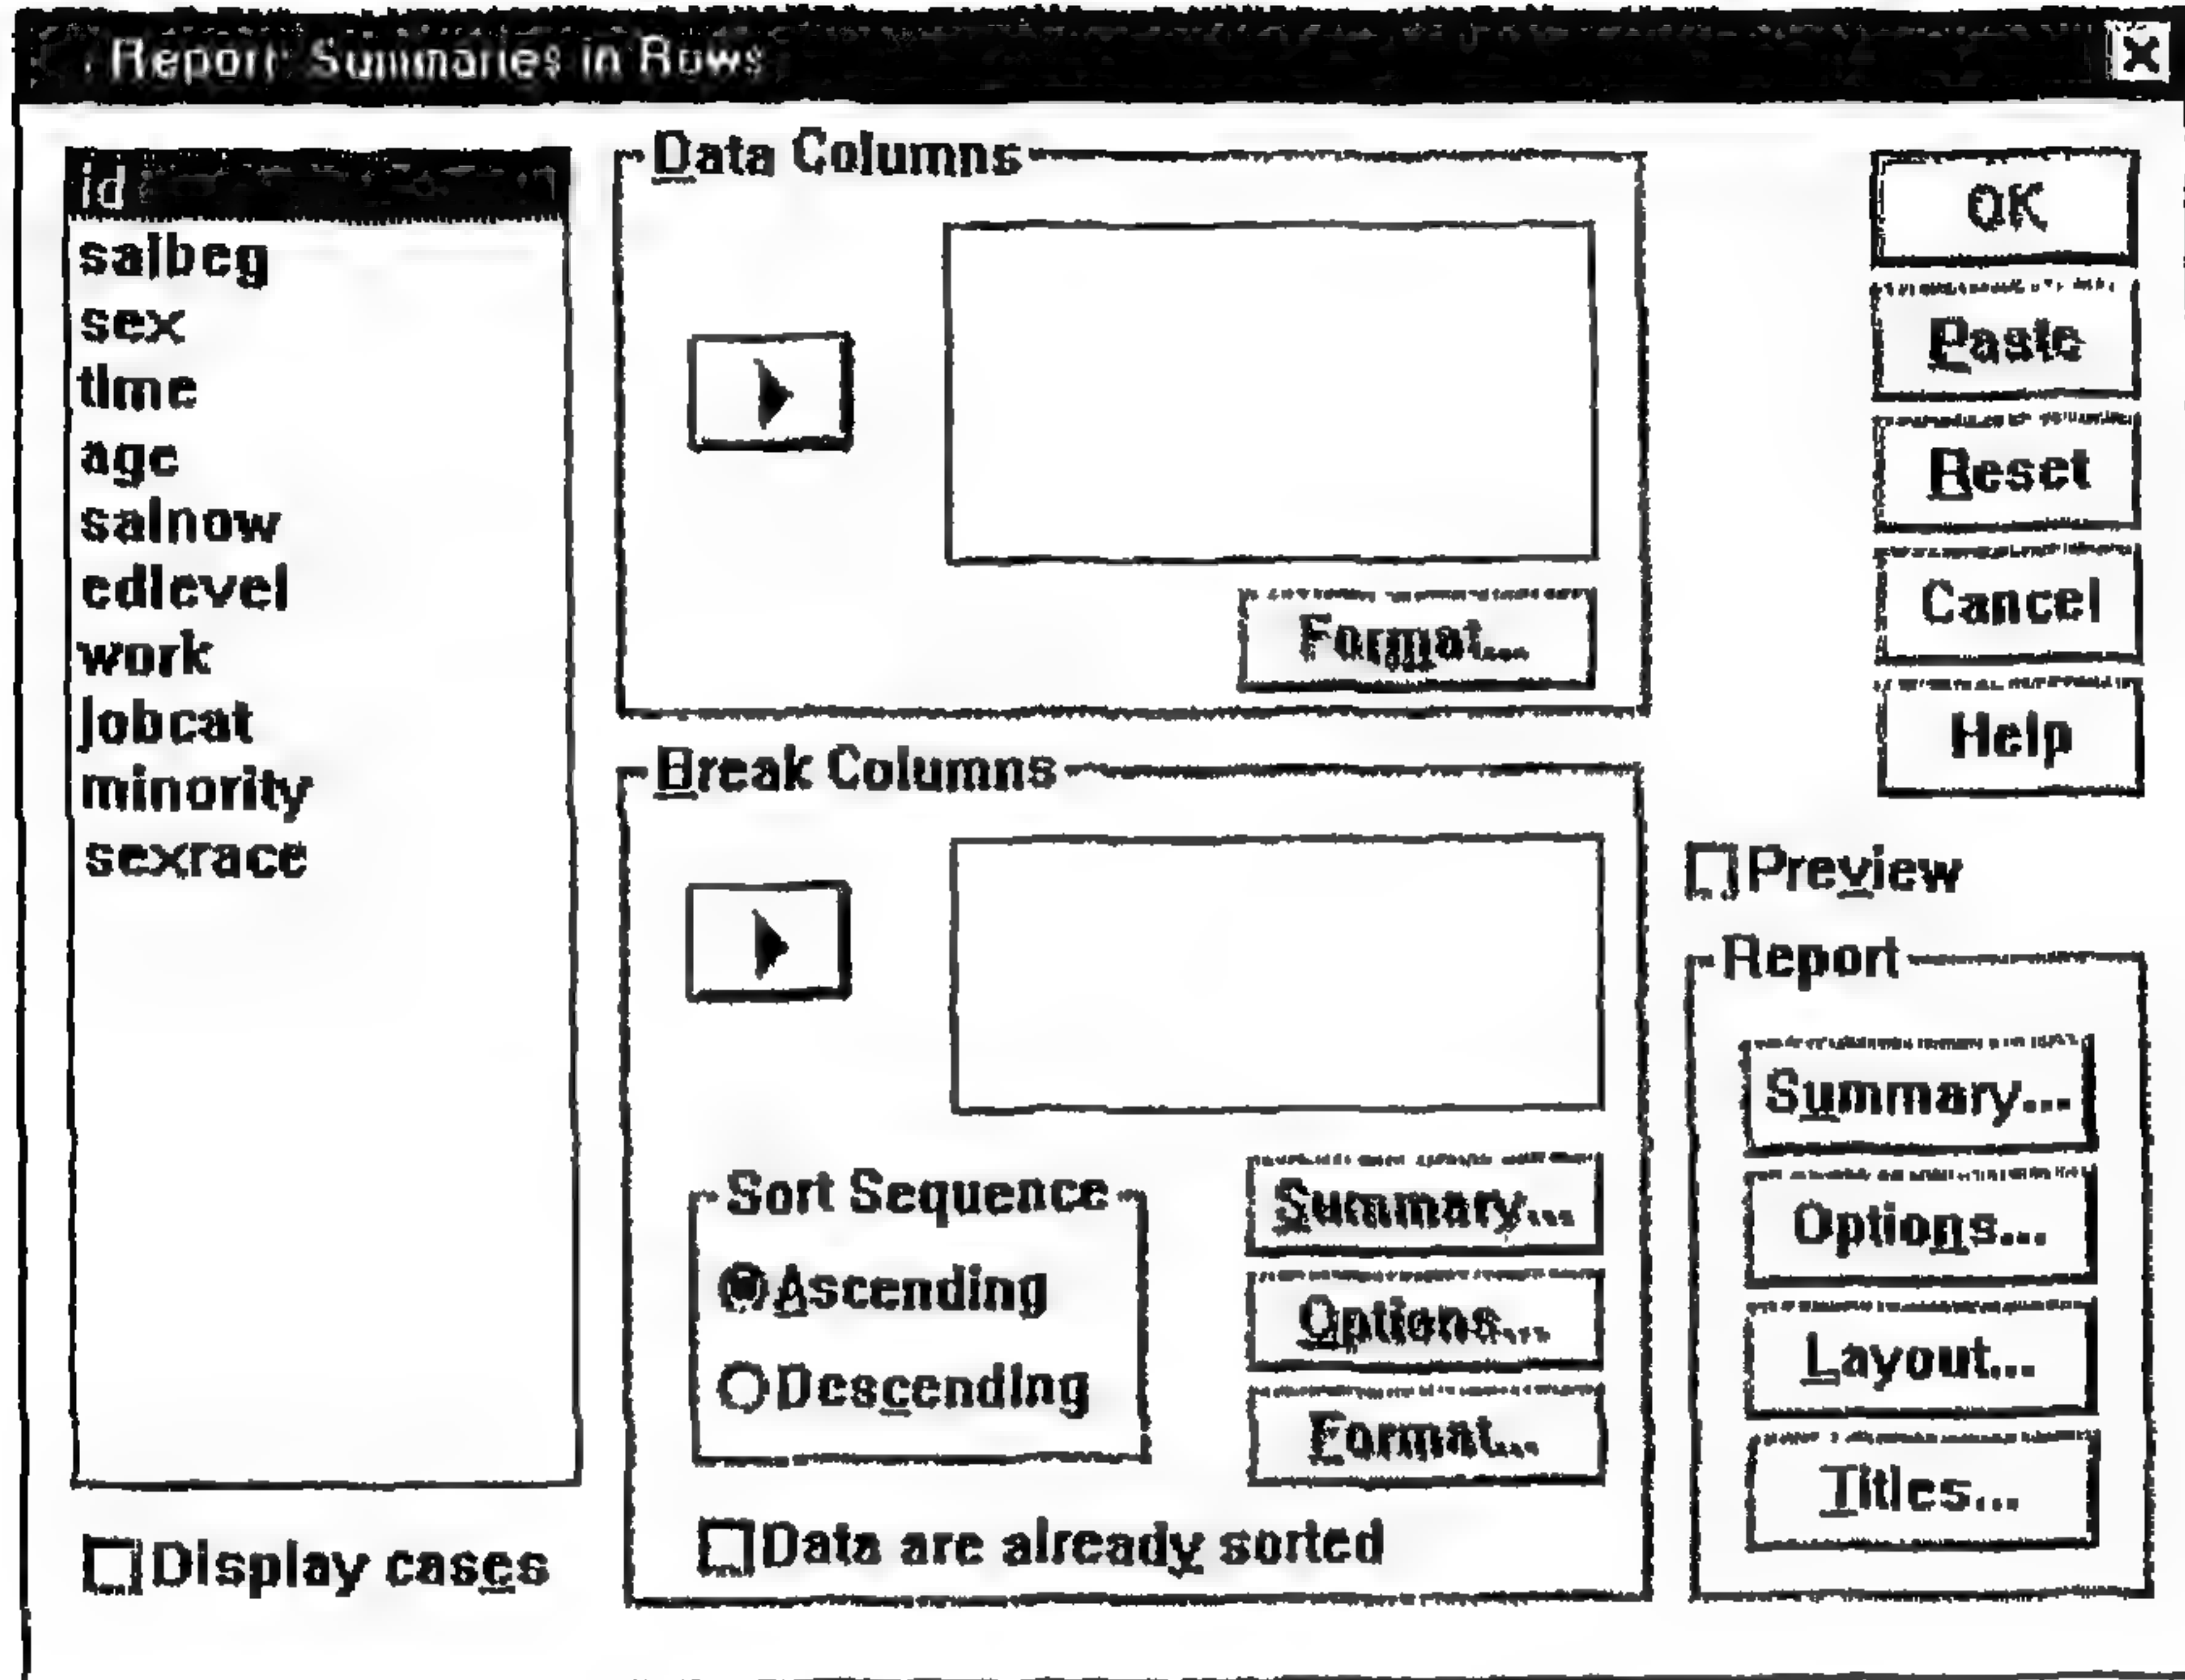 Report: Summaries in Rows
id
salbeg
sex
time
age
salnow
edlevel
work
jobcat
minority
sexrace
Display cases
Data Columns
Format...
Break Columns
Sort Sequence
Ascending
Descending
Summary...
Options...
Format...
Data are already sorted
OK
Paste
Reset
Cancel
Help
Preview
Report
Summary...
Options...
Layout...
Titles...